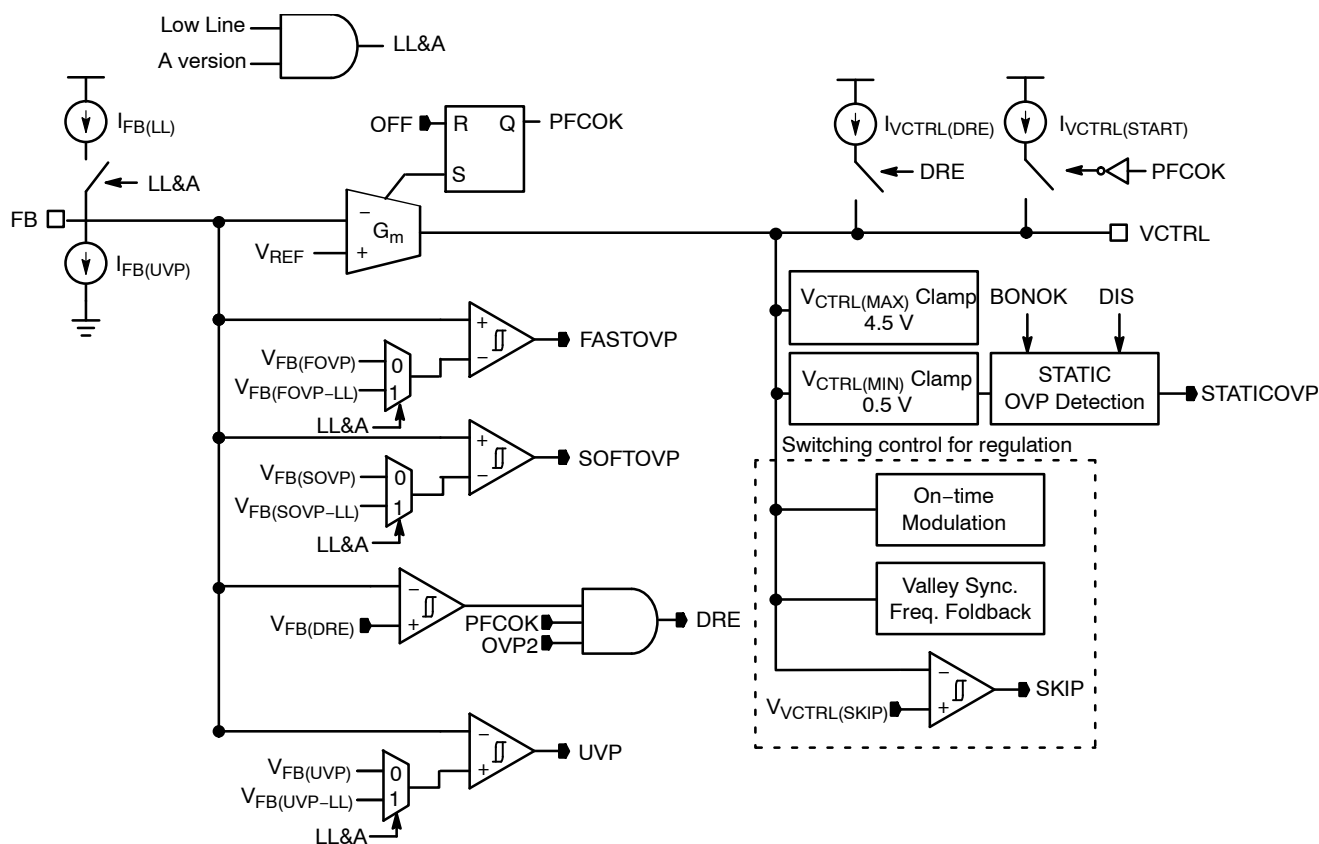 Low Line
A version
LL&A
I_FB(LL)
LL&A
FB
I_FB(UVP)
OFF
R
Q
PFCOK
S
−
G_m
V_REF
+
I_VCTRL(DRE)
I_VCTRL(START)
DRE
PFCOK
VCTRL
V_CTRL(MAX) Clamp
4.5 V
BONOK
DIS
V_CTRL(MIN) Clamp
0.5 V
STATIC
OVP Detection
STATICOVP
+
−
FASTOVP
V_FB(FOVP)
0
V_FB(FOVP−LL)
1
LL&A
+
−
SOFTOVP
V_FB(SOVP)
0
V_FB(SOVP−LL)
1
LL&A
Switching control for regulation
On−time
Modulation
Valley Sync.
Freq. Foldback
−
+
V_FB(DRE)
PFCOK
OVP2
DRE
−
+
V_VCTRL(SKIP)
SKIP
−
+
UVP
V_FB(UVP)
0
V_FB(UVP−LL)
1
LL&A